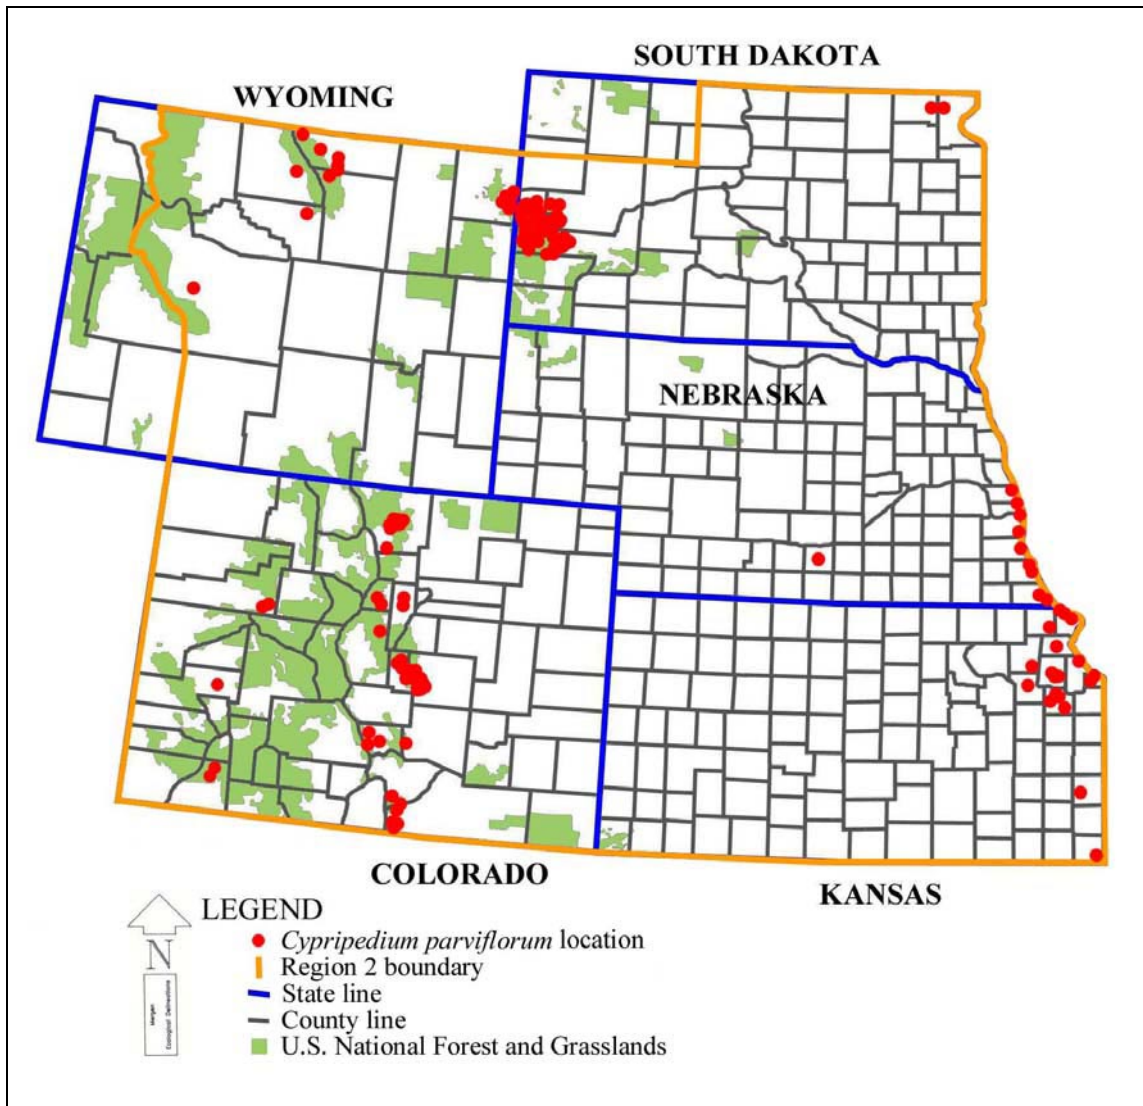 SOUTH DAKOTA
WYOMING
NEBRASKA
COLORADO
KANSAS
LEGEND
Cypripedium parviflorum location
Region 2 boundary
State line
County line
U.S. National Forest and Grasslands
N
Ecological